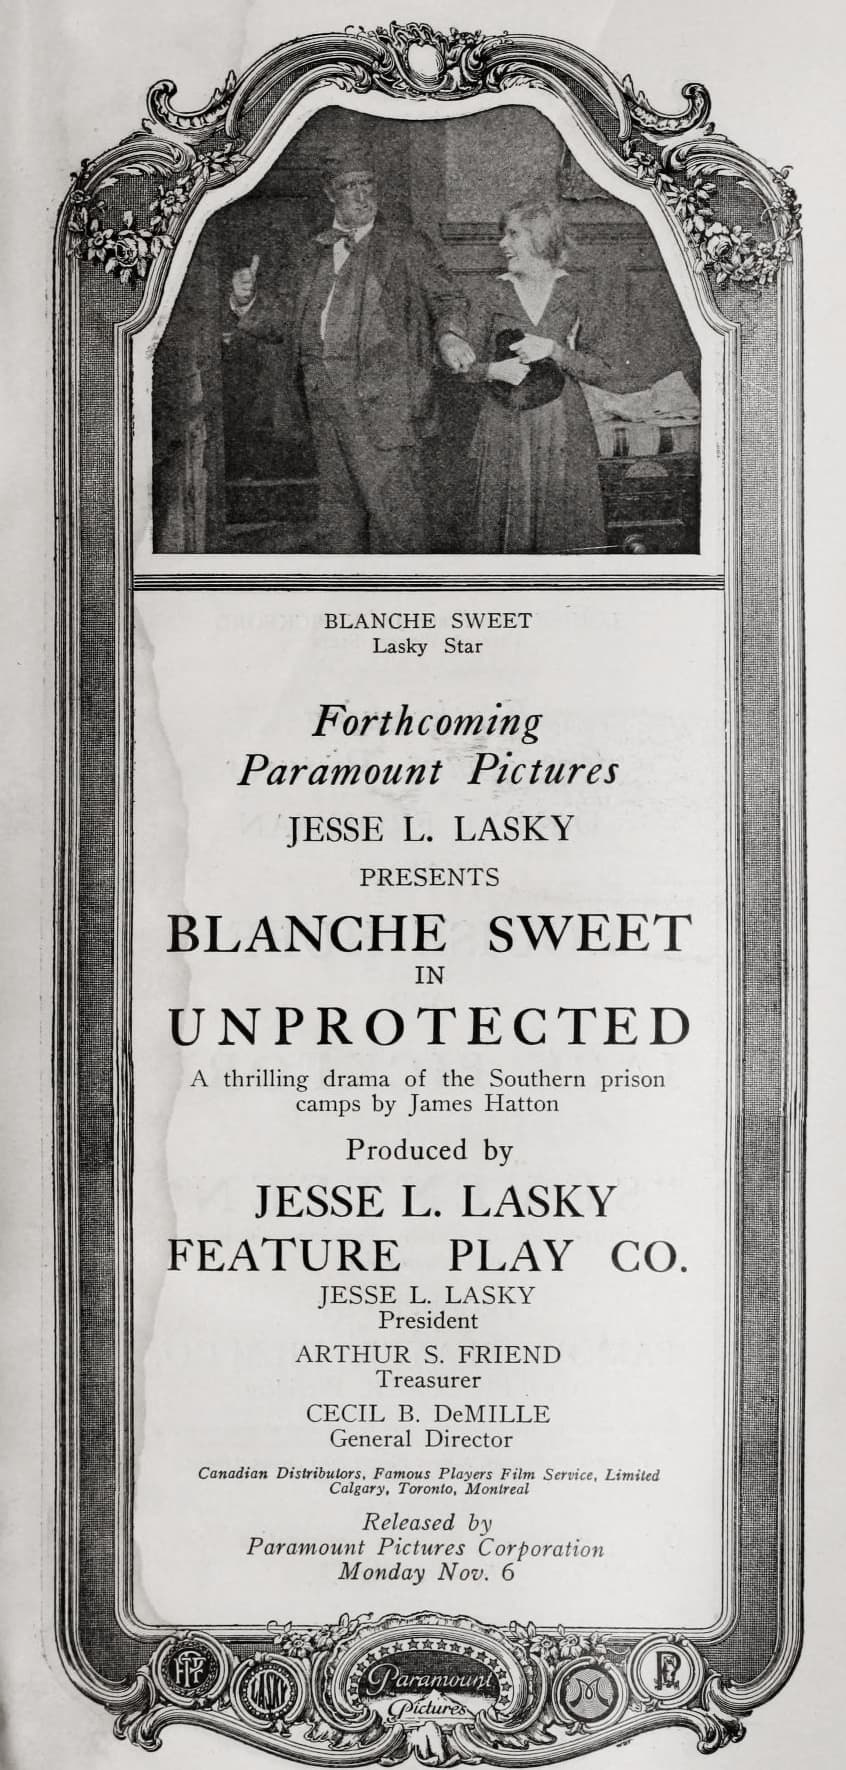 BLANCHE SWEET
Lasky Star
Forthcoming
Paramount Pictures
JESSE L. LASKY
PRESENTS
BLANCHE SWEET
IN
UNPROTECTED
A thrilling drama of the Southern prison
camps by James Hatton
Produced by
JESSE L. LASKY
FEATURE PLAY CO.
JESSE L. LASKY
President
ARTHUR S. FRIEND
Treasurer
CECIL B. DeMILLE
General Director
Canadian Distributors, Famous Players Film Service, Limited
Calgary, Toronto, Montreal
Released by
Paramount Pictures Corporation
Monday Nov. 6
LASKY
Paramount
Pictures